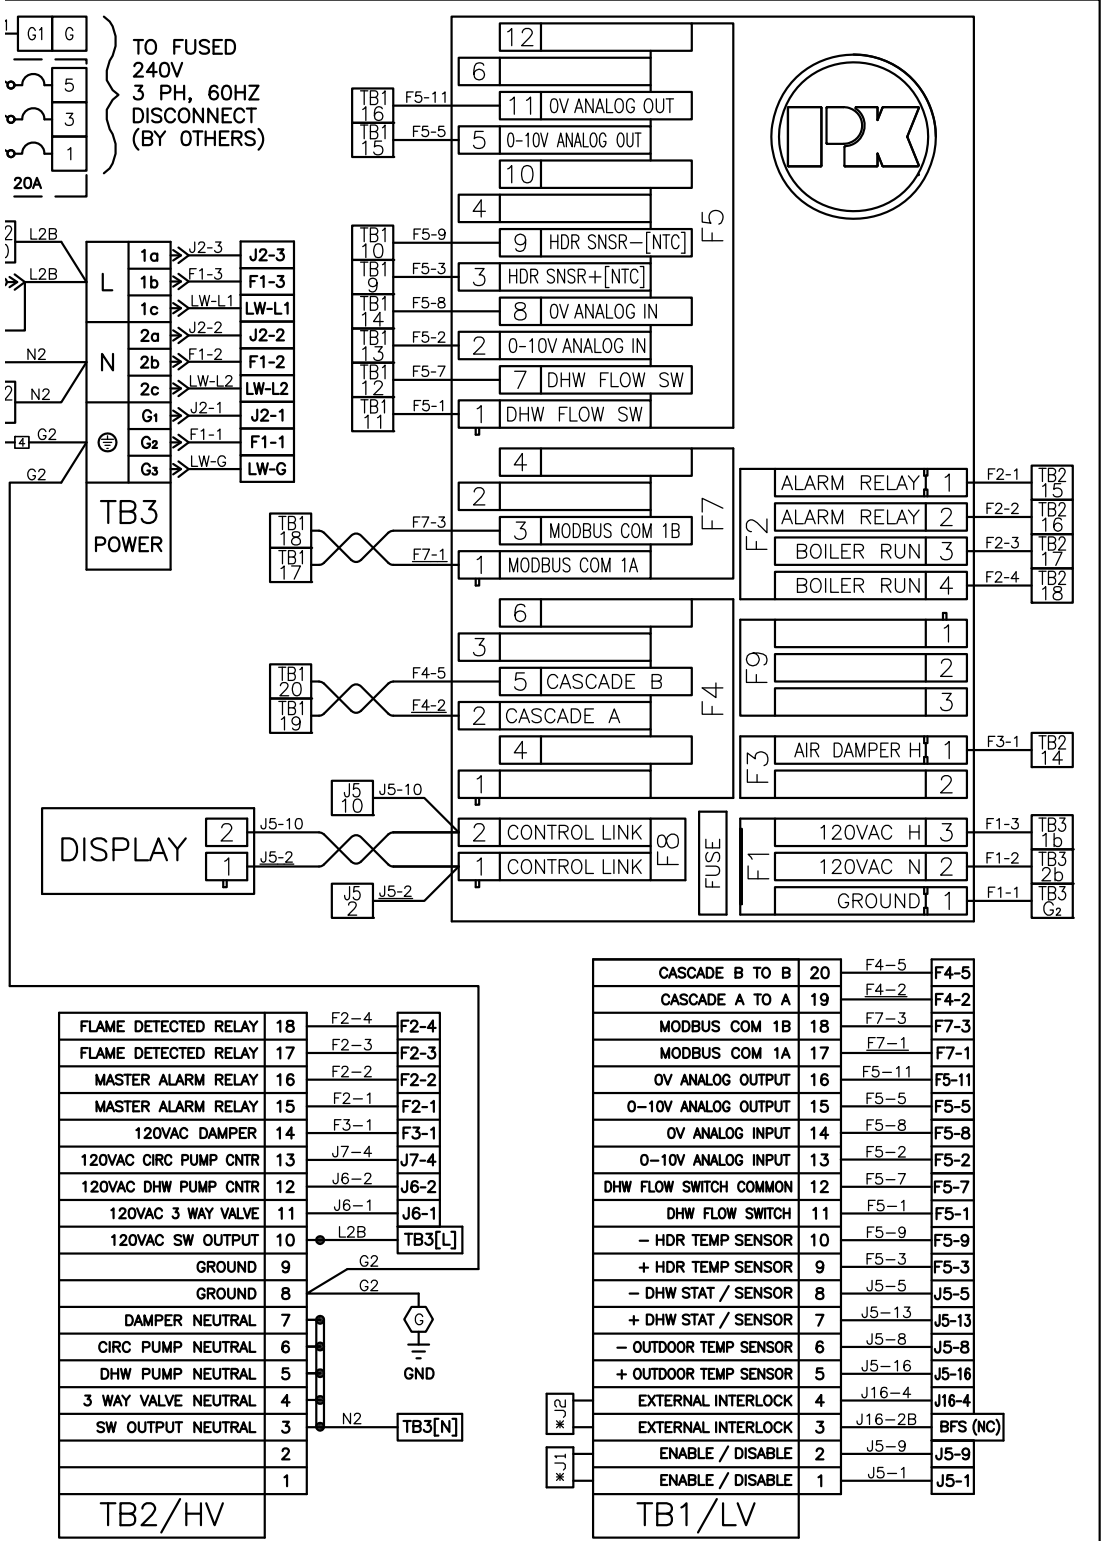 G1 G
TO FUSED
240V
3 PH, 60HZ
DISCONNECT
(BY OTHERS)
5
3
1
20A
PK
12
6
TB1 16 F5-11 11 0V ANALOG OUT
TB1 15 F5-5 5 0-10V ANALOG OUT
10
4
TB1 10 F5-9 9 HDR SNSR-[NTC]
TB1 9 F5-3 3 HDR SNSR+[NTC]
TB1 14 F5-8 8 0V ANALOG IN
TB1 13 F5-2 2 0-10V ANALOG IN
TB1 12 F5-7 7 DHW FLOW SW
TB1 11 F5-1 1 DHW FLOW SW
F5
L2B
L2B
N2
N2
4 G2
G2
L
1a J2-3 J2-3
1b F1-3 F1-3
1c LW-L1 LW-L1
N
2a J2-2 J2-2
2b F1-2 F1-2
2c LW-L2 LW-L2
G1 J2-1 J2-1
G2 F1-1 F1-1
G3 LW-G LW-G
TB3
POWER
4
2
TB1 18 F7-3 3 MODBUS COM 1B
TB1 17 F7-1 1 MODBUS COM 1A
F7
6
3
TB1 20 F4-5 5 CASCADE B
TB1 19 F4-2 2 CASCADE A
4
1
F4
F2
ALARM RELAY 1 F2-1 TB2 15
ALARM RELAY 2 F2-2 TB2 16
BOILER RUN 3 F2-3 TB2 17
BOILER RUN 4 F2-4 TB2 18
F9
1
2
3
F3
AIR DAMPER H 1 F3-1 TB2 14
2
J5 10 J5-10
DISPLAY
2 J5-10 2 CONTROL LINK
1 J5-2 1 CONTROL LINK
J5 2 J5-2
F8
FUSE
F1
120VAC H 3 F1-3 TB3 1b
120VAC N 2 F1-2 TB3 2b
GROUND 1 F1-1 TB3 G2
FLAME DETECTED RELAY 18 F2-4 F2-4
FLAME DETECTED RELAY 17 F2-3 F2-3
MASTER ALARM RELAY 16 F2-2 F2-2
MASTER ALARM RELAY 15 F2-1 F2-1
120VAC DAMPER 14 F3-1 F3-1
120VAC CIRC PUMP CNTR 13 J7-4 J7-4
120VAC DHW PUMP CNTR 12 J6-2 J6-2
120VAC 3 WAY VALVE 11 J6-1 J6-1
120VAC SW OUTPUT 10 L2B TB3[L]
GROUND 9 G2
GROUND 8 G2
DAMPER NEUTRAL 7
CIRC PUMP NEUTRAL 6
DHW PUMP NEUTRAL 5
3 WAY VALVE NEUTRAL 4
SW OUTPUT NEUTRAL 3 N2 TB3[N]
2
1
G
GND
TB2/HV
CASCADE B TO B 20 F4-5 F4-5
CASCADE A TO A 19 F4-2 F4-2
MODBUS COM 1B 18 F7-3 F7-3
MODBUS COM 1A 17 F7-1 F7-1
0V ANALOG OUTPUT 16 F5-11 F5-11
0-10V ANALOG OUTPUT 15 F5-5 F5-5
0V ANALOG INPUT 14 F5-8 F5-8
0-10V ANALOG INPUT 13 F5-2 F5-2
DHW FLOW SWITCH COMMON 12 F5-7 F5-7
DHW FLOW SWITCH 11 F5-1 F5-1
- HDR TEMP SENSOR 10 F5-9 F5-9
+ HDR TEMP SENSOR 9 F5-3 F5-3
- DHW STAT / SENSOR 8 J5-5 J5-5
+ DHW STAT / SENSOR 7 J5-13 J5-13
- OUTDOOR TEMP SENSOR 6 J5-8 J5-8
+ OUTDOOR TEMP SENSOR 5 J5-16 J5-16
*J2
EXTERNAL INTERLOCK 4 J16-4 J16-4
EXTERNAL INTERLOCK 3 J16-2B BFS (NC)
*J1
ENABLE / DISABLE 2 J5-9 J5-9
ENABLE / DISABLE 1 J5-1 J5-1
TB1/LV